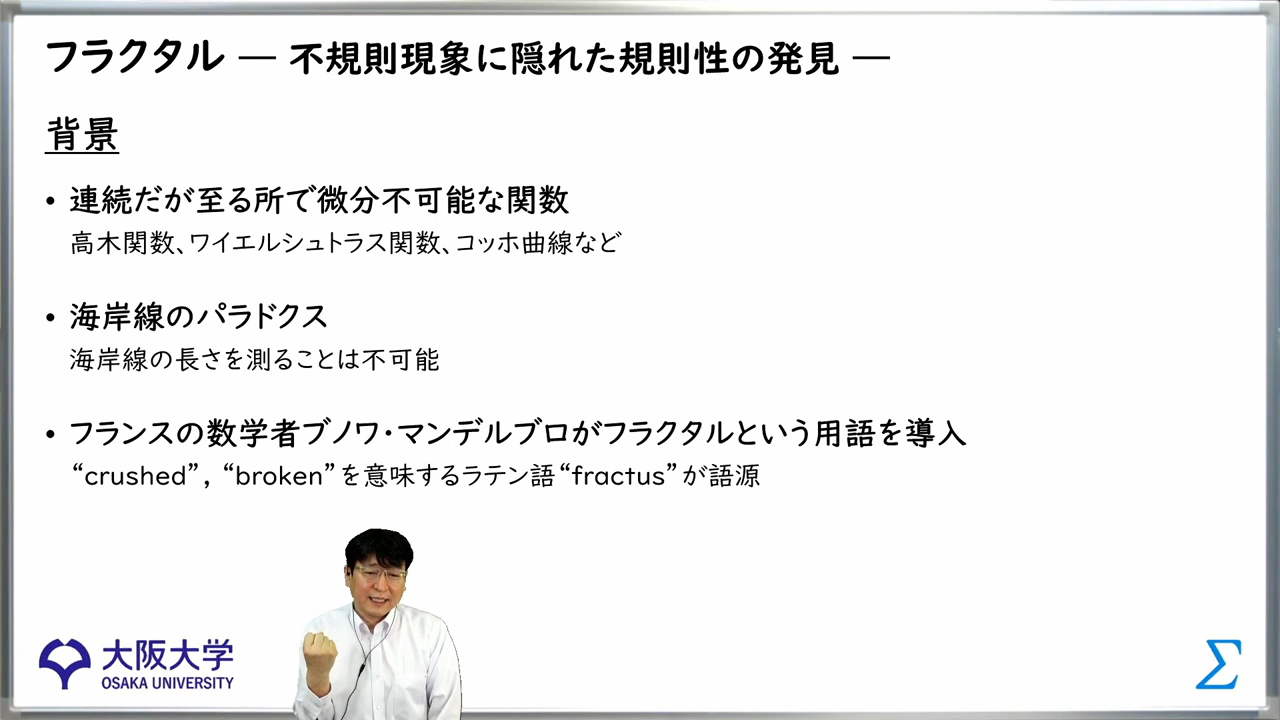 フラクタル ― 不規則現象に隠れた規則性の発見 ―
背景
• 連続だが至る所で微分不可能な関数
高木関数、ワイエルシュトラス関数、コッホ曲線など
• 海岸線のパラドクス
海岸線の長さを測ることは不可能
• フランスの数学者ブノワ・マンデルブロがフラクタルという用語を導入
“crushed”, “broken”を意味するラテン語“fractus”が語源
大阪大学
OSAKA UNIVERSITY
Σ